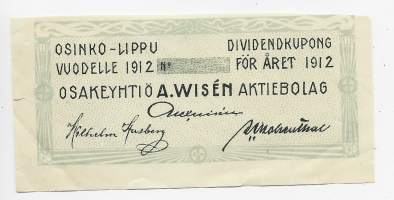 OSINKO-LIPPU DIVIDENDKUPONG
VUODELLE 1912 No FÖR ÅRET 1912
OSAKEYHTIÖ A. WISÉN AKTIEBOLAG